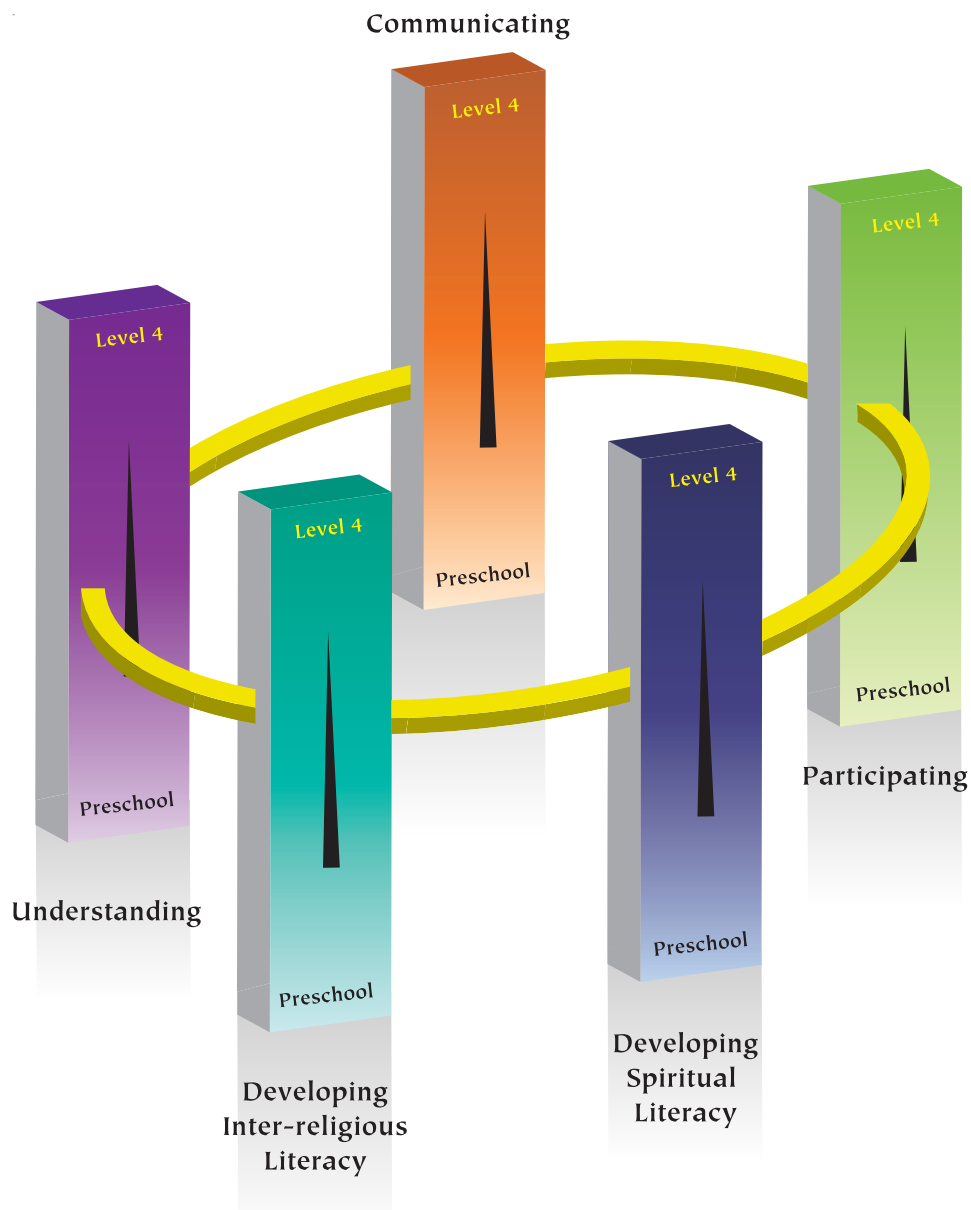 Communicating
Level 4
Level 4
Level 4
Level 4
Level 4
Preschool
Preschool
Participating
Preschool
Understanding
Preschool
Preschool
Developing
Spiritual
Literacy
Developing
Inter-religious
Literacy